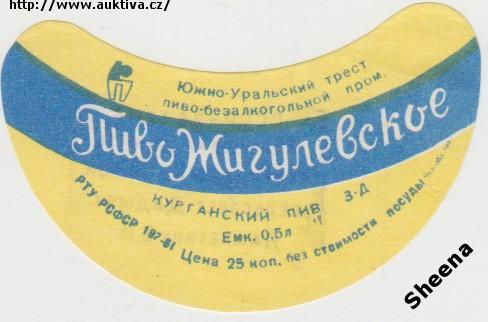 http://www.auktiva.cz/
Южно-Уральский трест
пиво-безалкогольной пром.
Пиво Жигулевское
КУРГАНСКИЙ ПИВ З-Д
Емк. 0,5л
РТУ РСФСР 197-61 Цена 25 коп. без стоимости посуды
Sheena